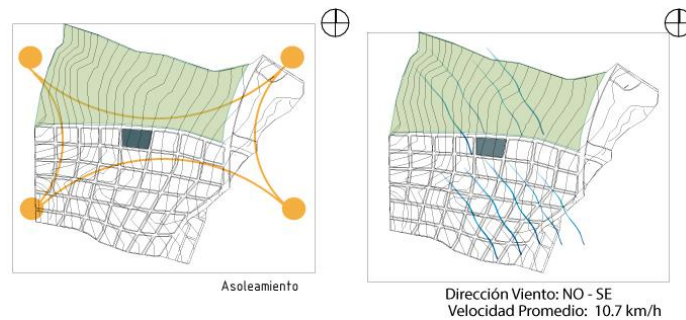 Asoleamiento
Dirección Viento: NO - SE
Velocidad Promedio: 10.7 km/h